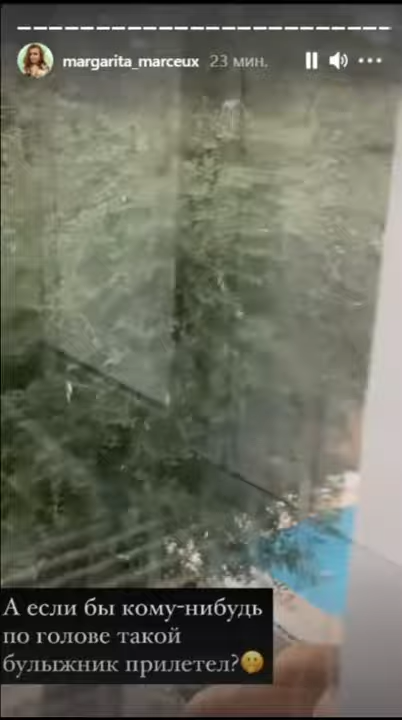 margarita_marceux 23 мин.
А если бы кому-нибудь
по голове такой
булыжник прилетел?🤫